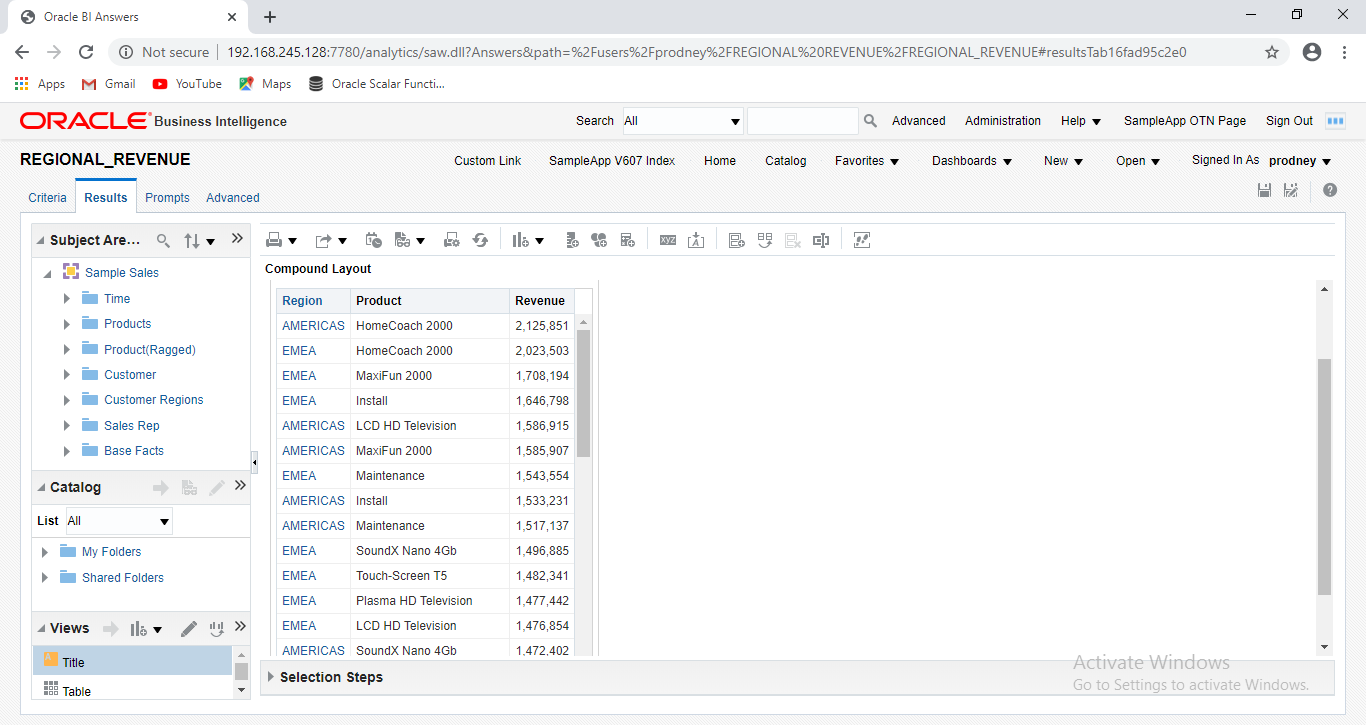 Oracle BI Answers
Not secure 192.168.245.128:7780/analytics/saw.dll?Answers&path=%2Fusers%2Fprodney%2FREGIONAL%20REVENUE%2FREGIONAL_REVENUE#resultsTab16fad95c2e0
Apps Gmail YouTube Maps Oracle Scalar Functi...
ORACLE Business Intelligence Search All Advanced Administration Help SampleApp OTN Page Sign Out
REGIONAL_REVENUE Custom Link SampleApp V607 Index Home Catalog Favorites Dashboards New Open Signed In As prodney
Criteria Results Prompts Advanced
Subject Are...
Sample Sales
Time
Products
Product(Ragged)
Customer
Customer Regions
Sales Rep
Base Facts
Catalog
List All
My Folders
Shared Folders
Views
Title
Table
xyz
Compound Layout
Region Product Revenue
AMERICAS HomeCoach 2000 2,125,851
EMEA HomeCoach 2000 2,023,503
EMEA MaxiFun 2000 1,708,194
EMEA Install 1,646,798
AMERICAS LCD HD Television 1,586,915
AMERICAS MaxiFun 2000 1,585,907
EMEA Maintenance 1,543,554
AMERICAS Install 1,533,231
AMERICAS Maintenance 1,517,137
EMEA SoundX Nano 4Gb 1,496,885
EMEA Touch-Screen T5 1,482,341
EMEA Plasma HD Television 1,477,442
EMEA LCD HD Television 1,476,854
AMERICAS SoundX Nano 4Gb 1,472,402
Selection Steps
Activate Windows
Go to Settings to activate Windows.